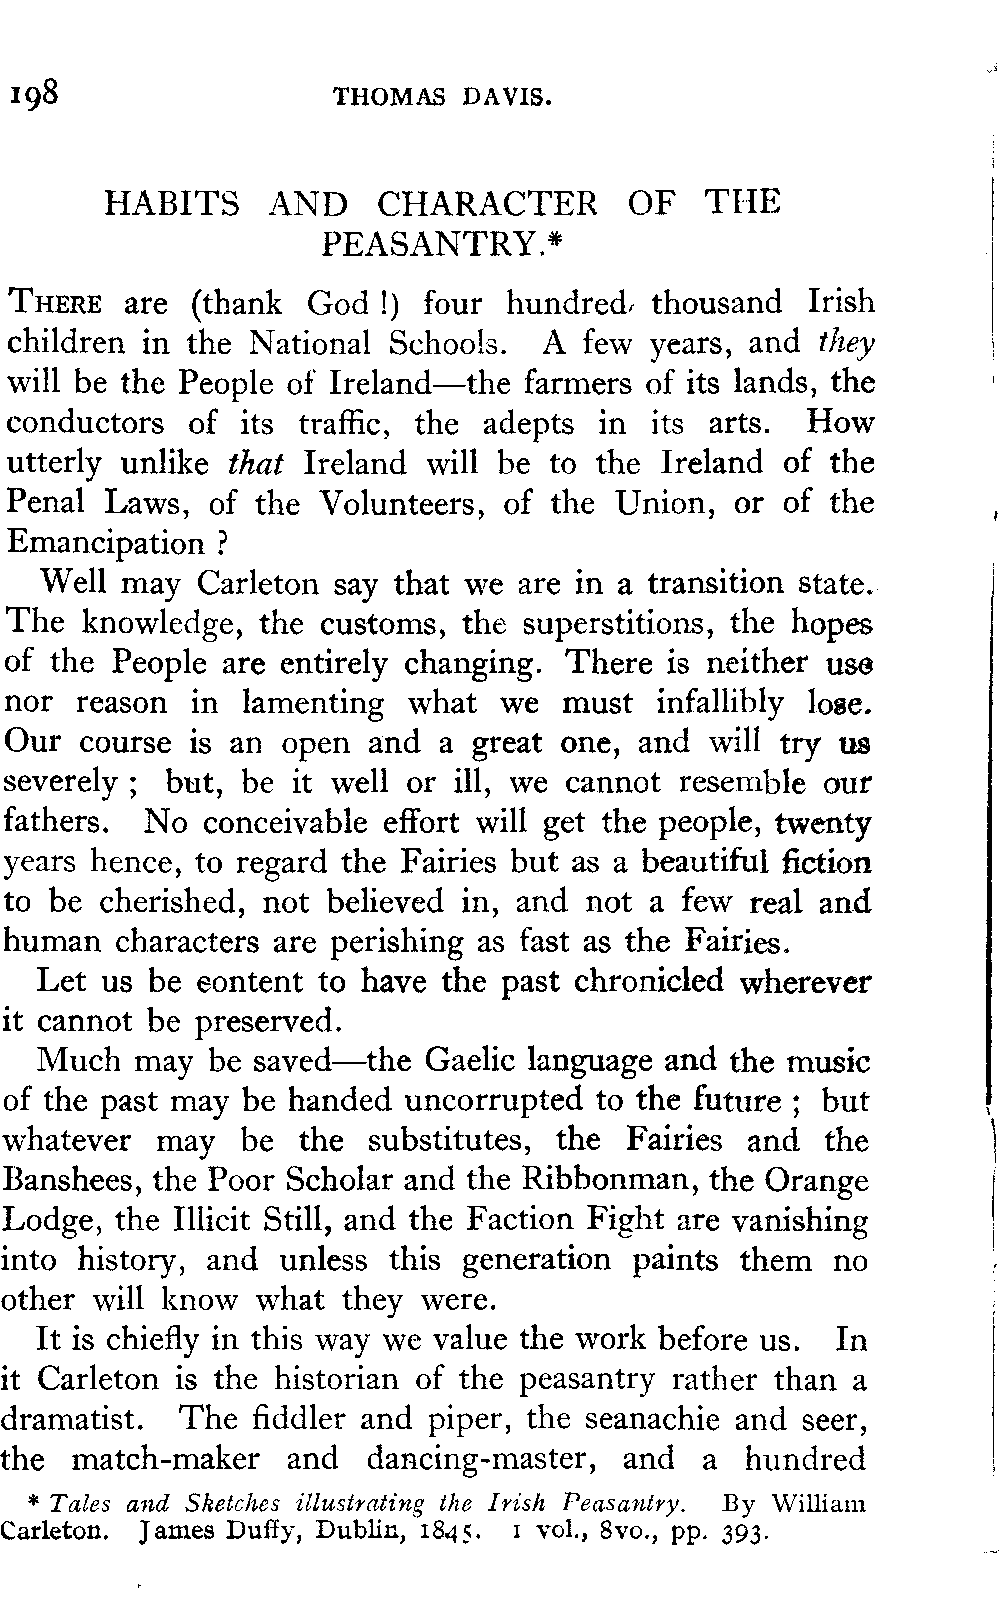 198 THOMAS DAVIS.
HABITS AND CHARACTER OF THE
PEASANTRY.*
THERE are (thank God !) four hundred, thousand Irish
children in the National Schools. A few years, and they
will be the People of Ireland—the farmers of its lands, the
conductors of its traffic, the adepts in its arts. How
utterly unlike that Ireland will be to the Ireland of the
Penal Laws, of the Volunteers, of the Union, or of the
Emancipation ?
Well may Carleton say that we are in a transition state.
The knowledge, the customs, the superstitions, the hopes
of the People are entirely changing. There is neither use
nor reason in lamenting what we must infallibly lose.
Our course is an open and a great one, and will try us
severely ; but, be it well or ill, we cannot resemble our
fathers. No conceivable effort will get the people, twenty
years hence, to regard the Fairies but as a beautiful fiction
to be cherished, not believed in, and not a few real and
human characters are perishing as fast as the Fairies.
Let us be content to have the past chronicled wherever
it cannot be preserved.
Much may be saved—the Gaelic language and the music
of the past may be handed uncorrupted to the future ; but
whatever may be the substitutes, the Fairies and the
Banshees, the Poor Scholar and the Ribbonman, the Orange
Lodge, the Illicit Still, and the Faction Fight are vanishing
into history, and unless this generation paints them no
other will know what they were.
It is chiefly in this way we value the work before us. In
it Carleton is the historian of the peasantry rather than a
dramatist. The fiddler and piper, the seanachie and seer,
the match-maker and dancing-master, and a hundred
* Tales and Sketches illustrating the Irish Peasantry. By William
Carleton. James Duffy, Dublin, 1845. 1 vol., 8vo., pp. 393.